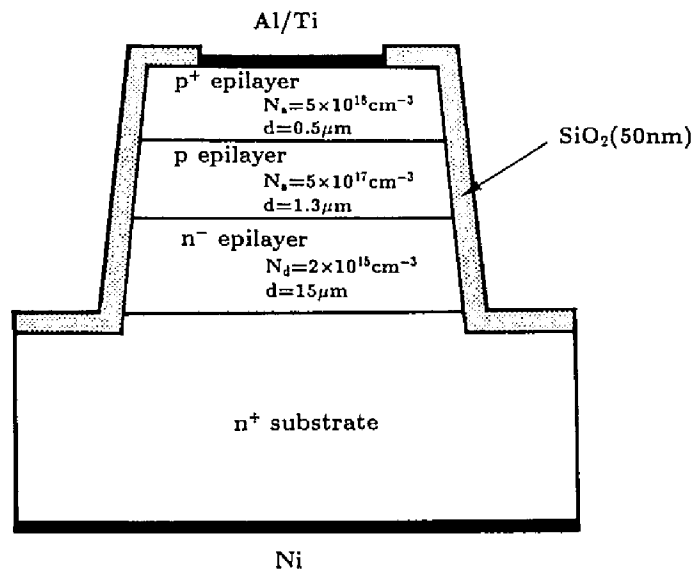 Al/Ti
p⁺ epilayer
Nₐ=5×10¹⁸cm⁻³
d=0.5μm
p epilayer
Nₐ=5×10¹⁷cm⁻³
d=1.3μm
SiO₂(50nm)
n⁻ epilayer
N_d=2×10¹⁵cm⁻³
d=15μm
n⁺ substrate
Ni